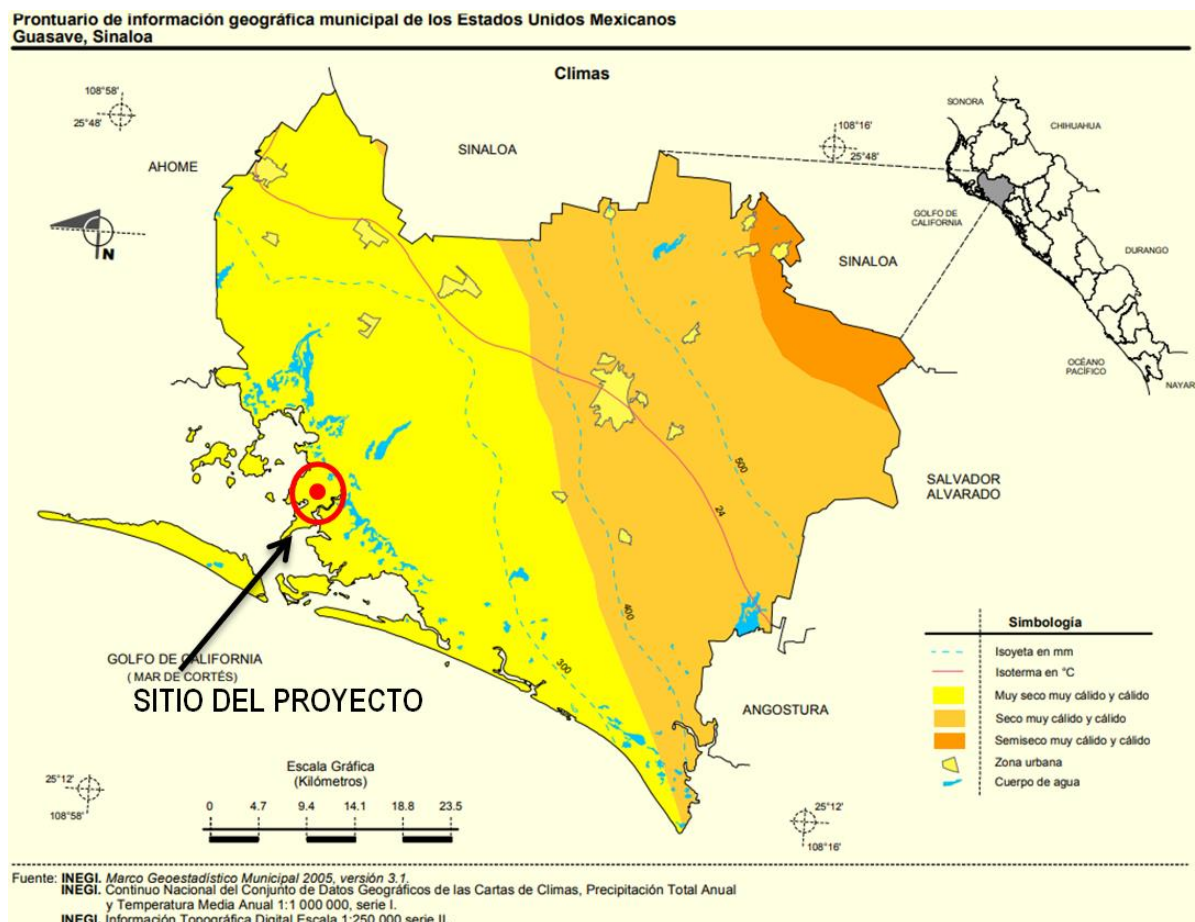 Prontuario de información geográfica municipal de los Estados Unidos Mexicanos
Guasave, Sinaloa
Climas
108°58'
25°48'
AHOME
SINALOA
108°16'
25°48'
SONORA
CHIHUAHUA
GOLFO DE
CALIFORNIA
DURANGO
OCÉANO
PACÍFICO
NAYAR
N
SINALOA
500
24
SALVADOR
ALVARADO
400
300
GOLFO DE CALIFORNIA
( MAR DE CORTÉS)
SITIO DEL PROYECTO
ANGOSTURA
Simbología
Isoyeta en mm
Isoterma en °C
Muy seco muy cálido y cálido
Seco muy cálido y cálido
Semiseco muy cálido y cálido
Zona urbana
Cuerpo de agua
25°12'
108°58'
Escala Gráfica
(Kilómetros)
0 4.7 9.4 14.1 18.8 23.5
25°12'
108°16'
Fuente: INEGI. Marco Geoestadístico Municipal 2005, versión 3.1.
INEGI. Continuo Nacional del Conjunto de Datos Geográficos de las Cartas de Climas, Precipitación Total Anual
y Temperatura Media Anual 1:1 000 000, serie I.
INEGI. Información Topográfica Digital Escala 1:250 000 serie II.